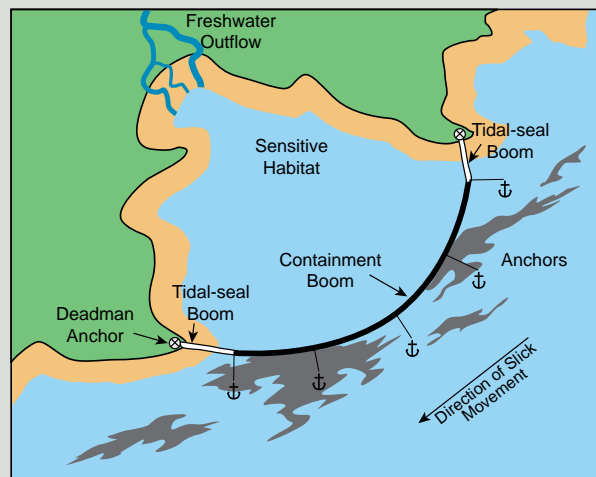 Freshwater
Outflow
Sensitive
Habitat
Tidal-seal
Boom
Containment
Boom
Anchors
Tidal-seal
Boom
Deadman
Anchor
Direction of Slick
Movement